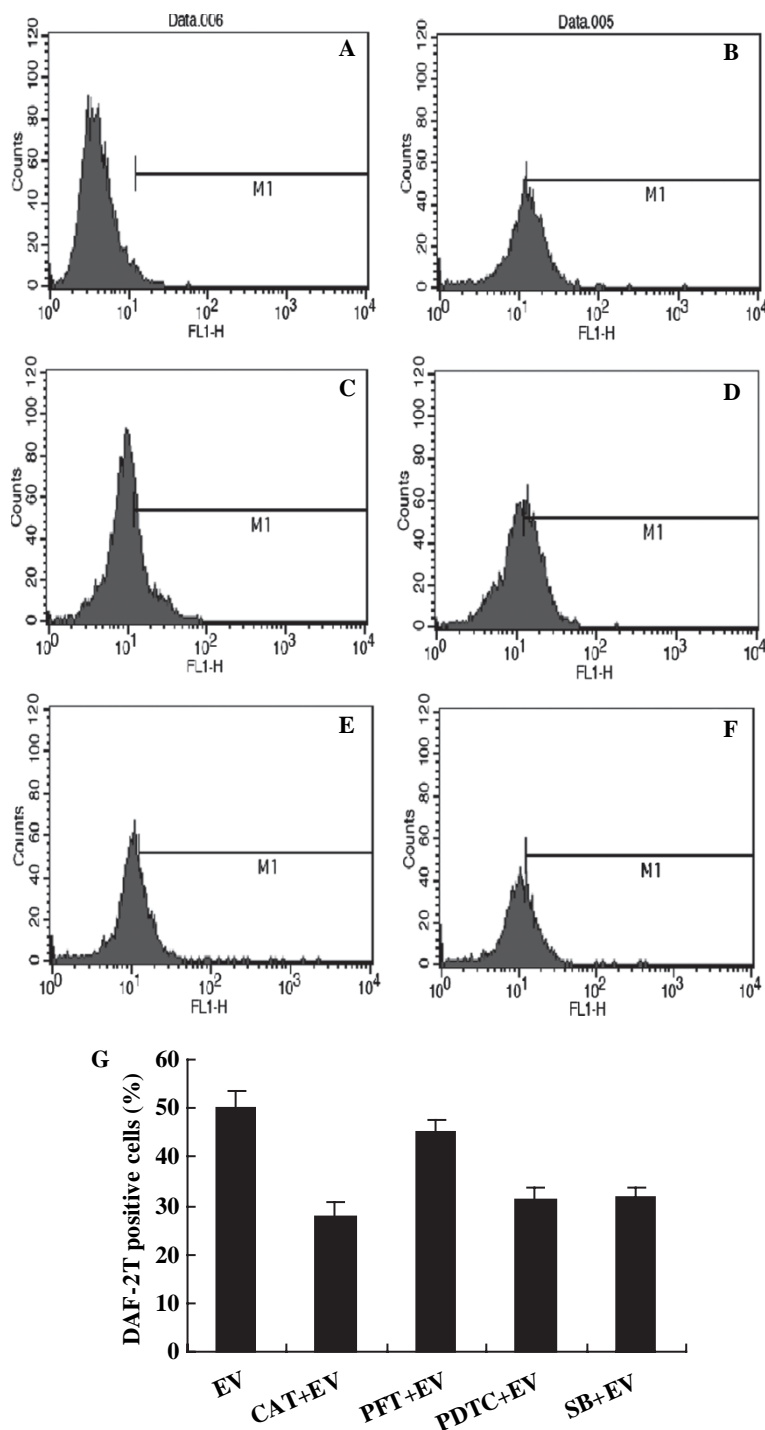 Data.006
Data.005
A
B
120
100
80
60
40
20
0
Counts
M1
10^0 10^1 10^2 10^3 10^4
FL1-H
120
100
80
60
40
20
0
Counts
M1
10^0 10^1 10^2 10^3 10^4
FL1-H
C
D
120
100
80
60
40
20
0
Counts
M1
10^0 10^1 10^2 10^3 10^4
FL1-H
120
100
80
60
40
20
0
Counts
M1
10^0 10^1 10^2 10^3 10^4
FL1-H
E
F
120
100
80
60
40
20
0
Counts
M1
10^0 10^1 10^2 10^3 10^4
FL1-H
120
100
80
60
40
20
0
Counts
M1
10^0 10^1 10^2 10^3 10^4
FL1-H
G
DAF-2T positive cells (%)
60
50
40
30
20
10
0
EV
CAT+EV
PFT+EV
PDTC+EV
SB+EV